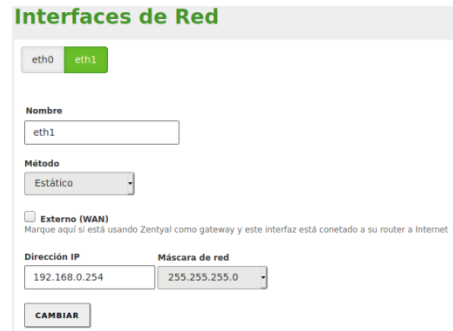 Interfaces de Red
eth0 eth1
Nombre
eth1
Método
Estático
Externo (WAN)
Marque aquí si está usando Zentyal como gateway y este interfaz está conetado a su router a Internet
Dirección IP Máscara de red
192.168.0.254 255.255.255.0
CAMBIAR